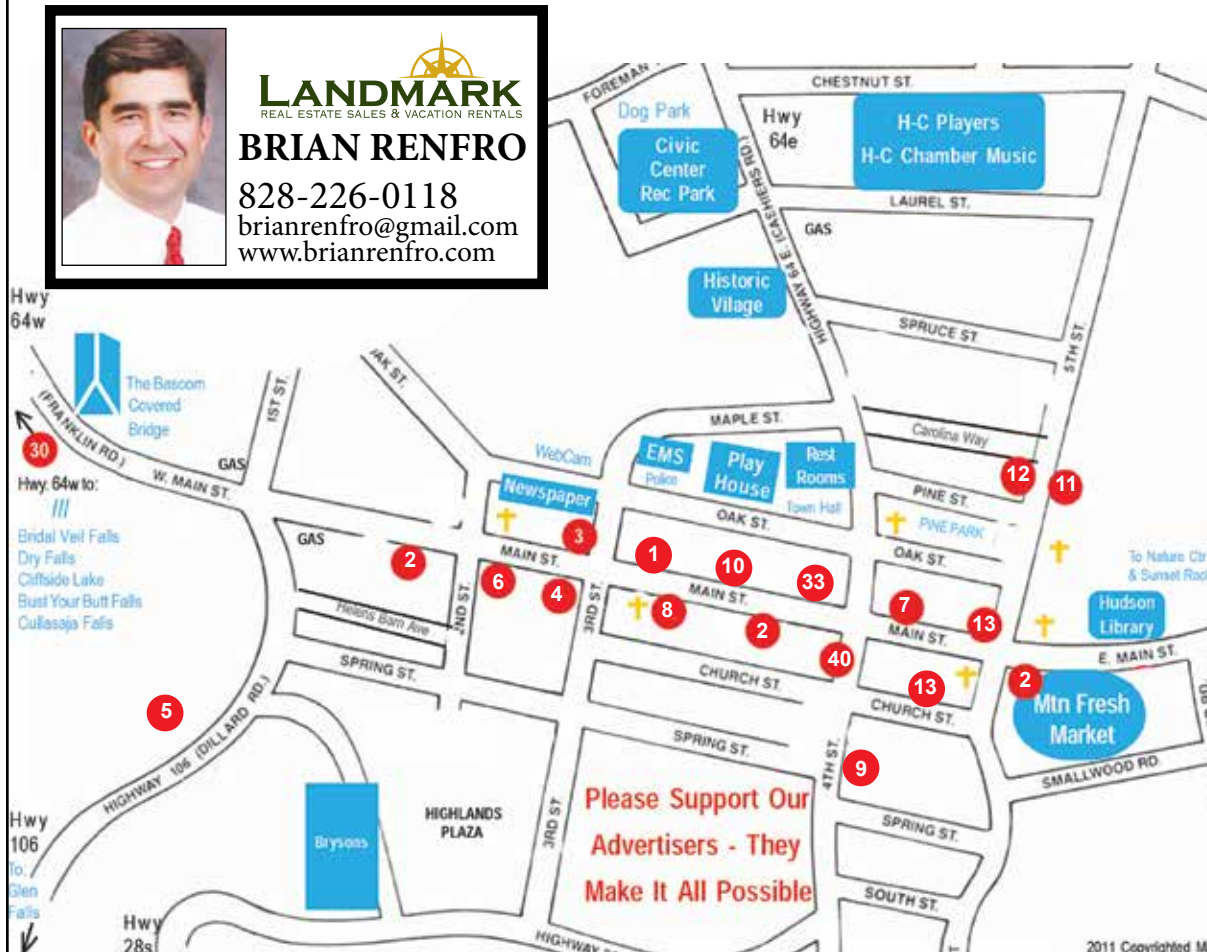 LANDMARK
REAL ESTATE SALES & VACATION RENTALS
BRIAN RENFRO
828-226-0118
brianrenfro@gmail.com
www.brianrenfro.com
FOREMAN
CHESTNUT ST.
Dog Park
Civic
Center
Rec Park
Hwy
64e
H-C Players
H-C Chamber Music
LAUREL ST.
GAS
HIGHWAY 64 E. (CASHIERS RD.)
Historic
Vilage
SPRUCE ST.
5TH ST.
Hwy
64w
The Bascom
Covered
Bridge
(FRANKLIN RD.)
30
W. MAIN ST.
GAS
1ST ST.
OAK ST.
Hwy. 64w to:
Bridal Veil Falls
Dry Falls
Cliffside Lake
Bust Your Butt Falls
Cullasaja Falls
WebCam
Newspaper
MAPLE ST.
EMS
Police
Play
House
Rest
Rooms
Town Hall
Carolina Way
12
11
PINE ST.
PINE PARK
OAK ST.
OAK ST.
GAS
2
3
MAIN ST.
6
4
1
10
33
MAIN ST.
8
2
40
7
13
MAIN ST.
13
To Nature Ctr
& Sunset Roc
Hudson
Library
E. MAIN ST.
2
Mtn Fresh
Market
SMALLWOOD RD.
Helens Barn Ave
2ND ST.
3RD ST.
SPRING ST.
CHURCH ST.
CHURCH ST.
SPRING ST.
4TH ST.
9
5
HIGHWAY 106 (DILLARD RD.)
Hwy
106
To:
Glen
Falls
Hwy
28s
Brysons
HIGHLANDS
PLAZA
3RD ST
Please Support Our
Advertisers - They
Make It All Possible
SPRING ST.
SOUTH ST.
HIGHWAY
2011 Copyrighted M